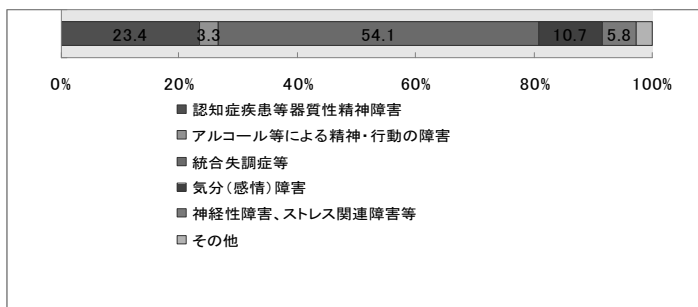 23.4 3.3 54.1 10.7 5.8
0% 20% 40% 60% 80% 100%
認知症疾患等器質性精神障害
アルコール等による精神・行動の障害
統合失調症等
気分(感情)障害
神経性障害、ストレス関連障害等
その他